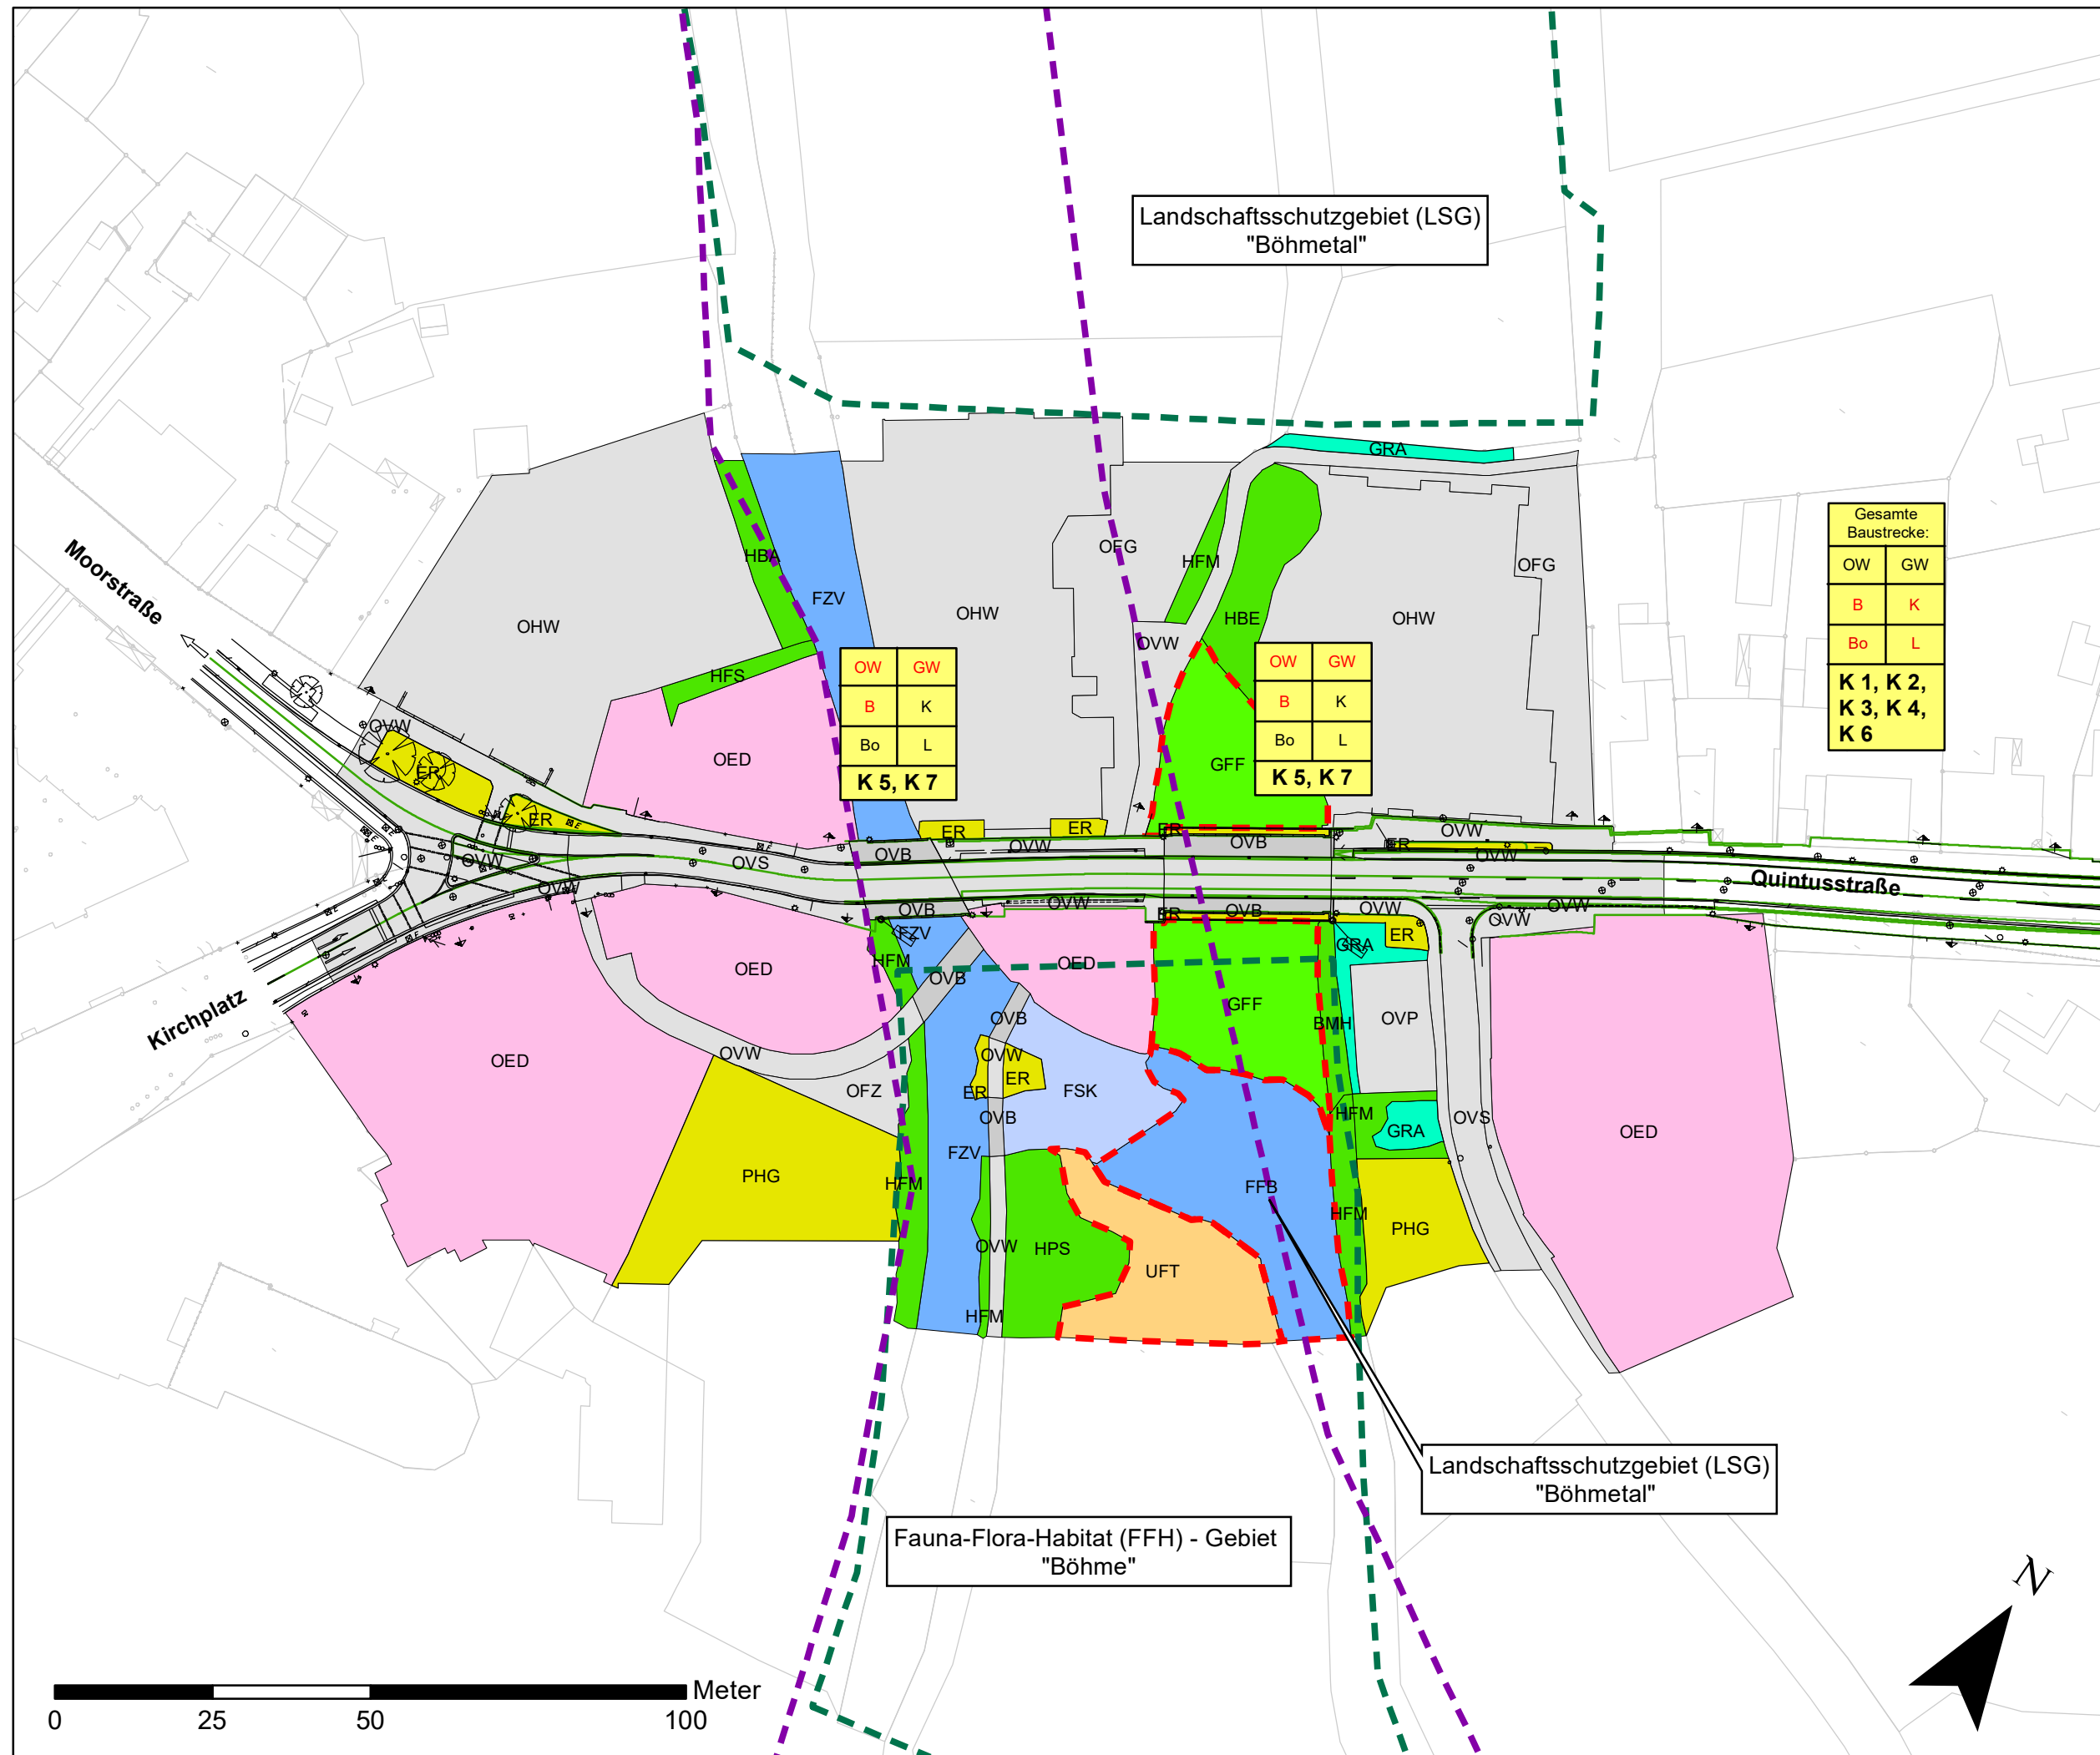 Landschaftsschutzgebiet (LSG)
"Böhmetal"
GRA
Gesamte
Baustrecke:
OW GW
B K
Bo L
K 1, K 2,
K 3, K 4,
K 6
Moorstraße
HBA
OFG
HFM
OFG
FZV
OHW
OHW
HBE
OHW
OVW
HFS
OW GW
B K
Bo L
K 5, K 7
OW GW
B K
Bo L
K 5, K 7
OVW
OED
GFF
ER
ER
ER
ER
ER
OVW
OVB
OVW
OVB
ER
OVW
OVW
OVS
OVW
Quintusstraße
OVW
OVB
OVW
ER
OVB
OVW
OVW
OVW
FZV
HFM
ER
GRA
OED
OVB
OED
Kirchplatz
GFF
OVB
BMH
OVP
OED
OVW
OVW
OFZ
ER
ER
FSK
OVB
HFM
GRA
OVS
OED
FZV
PHG
HFM
FFB
HFM
PHG
OVW
HPS
UFT
HFM
Landschaftsschutzgebiet (LSG)
"Böhmetal"
Fauna-Flora-Habitat (FFH) - Gebiet
"Böhme"
N
Meter
0 25 50 100